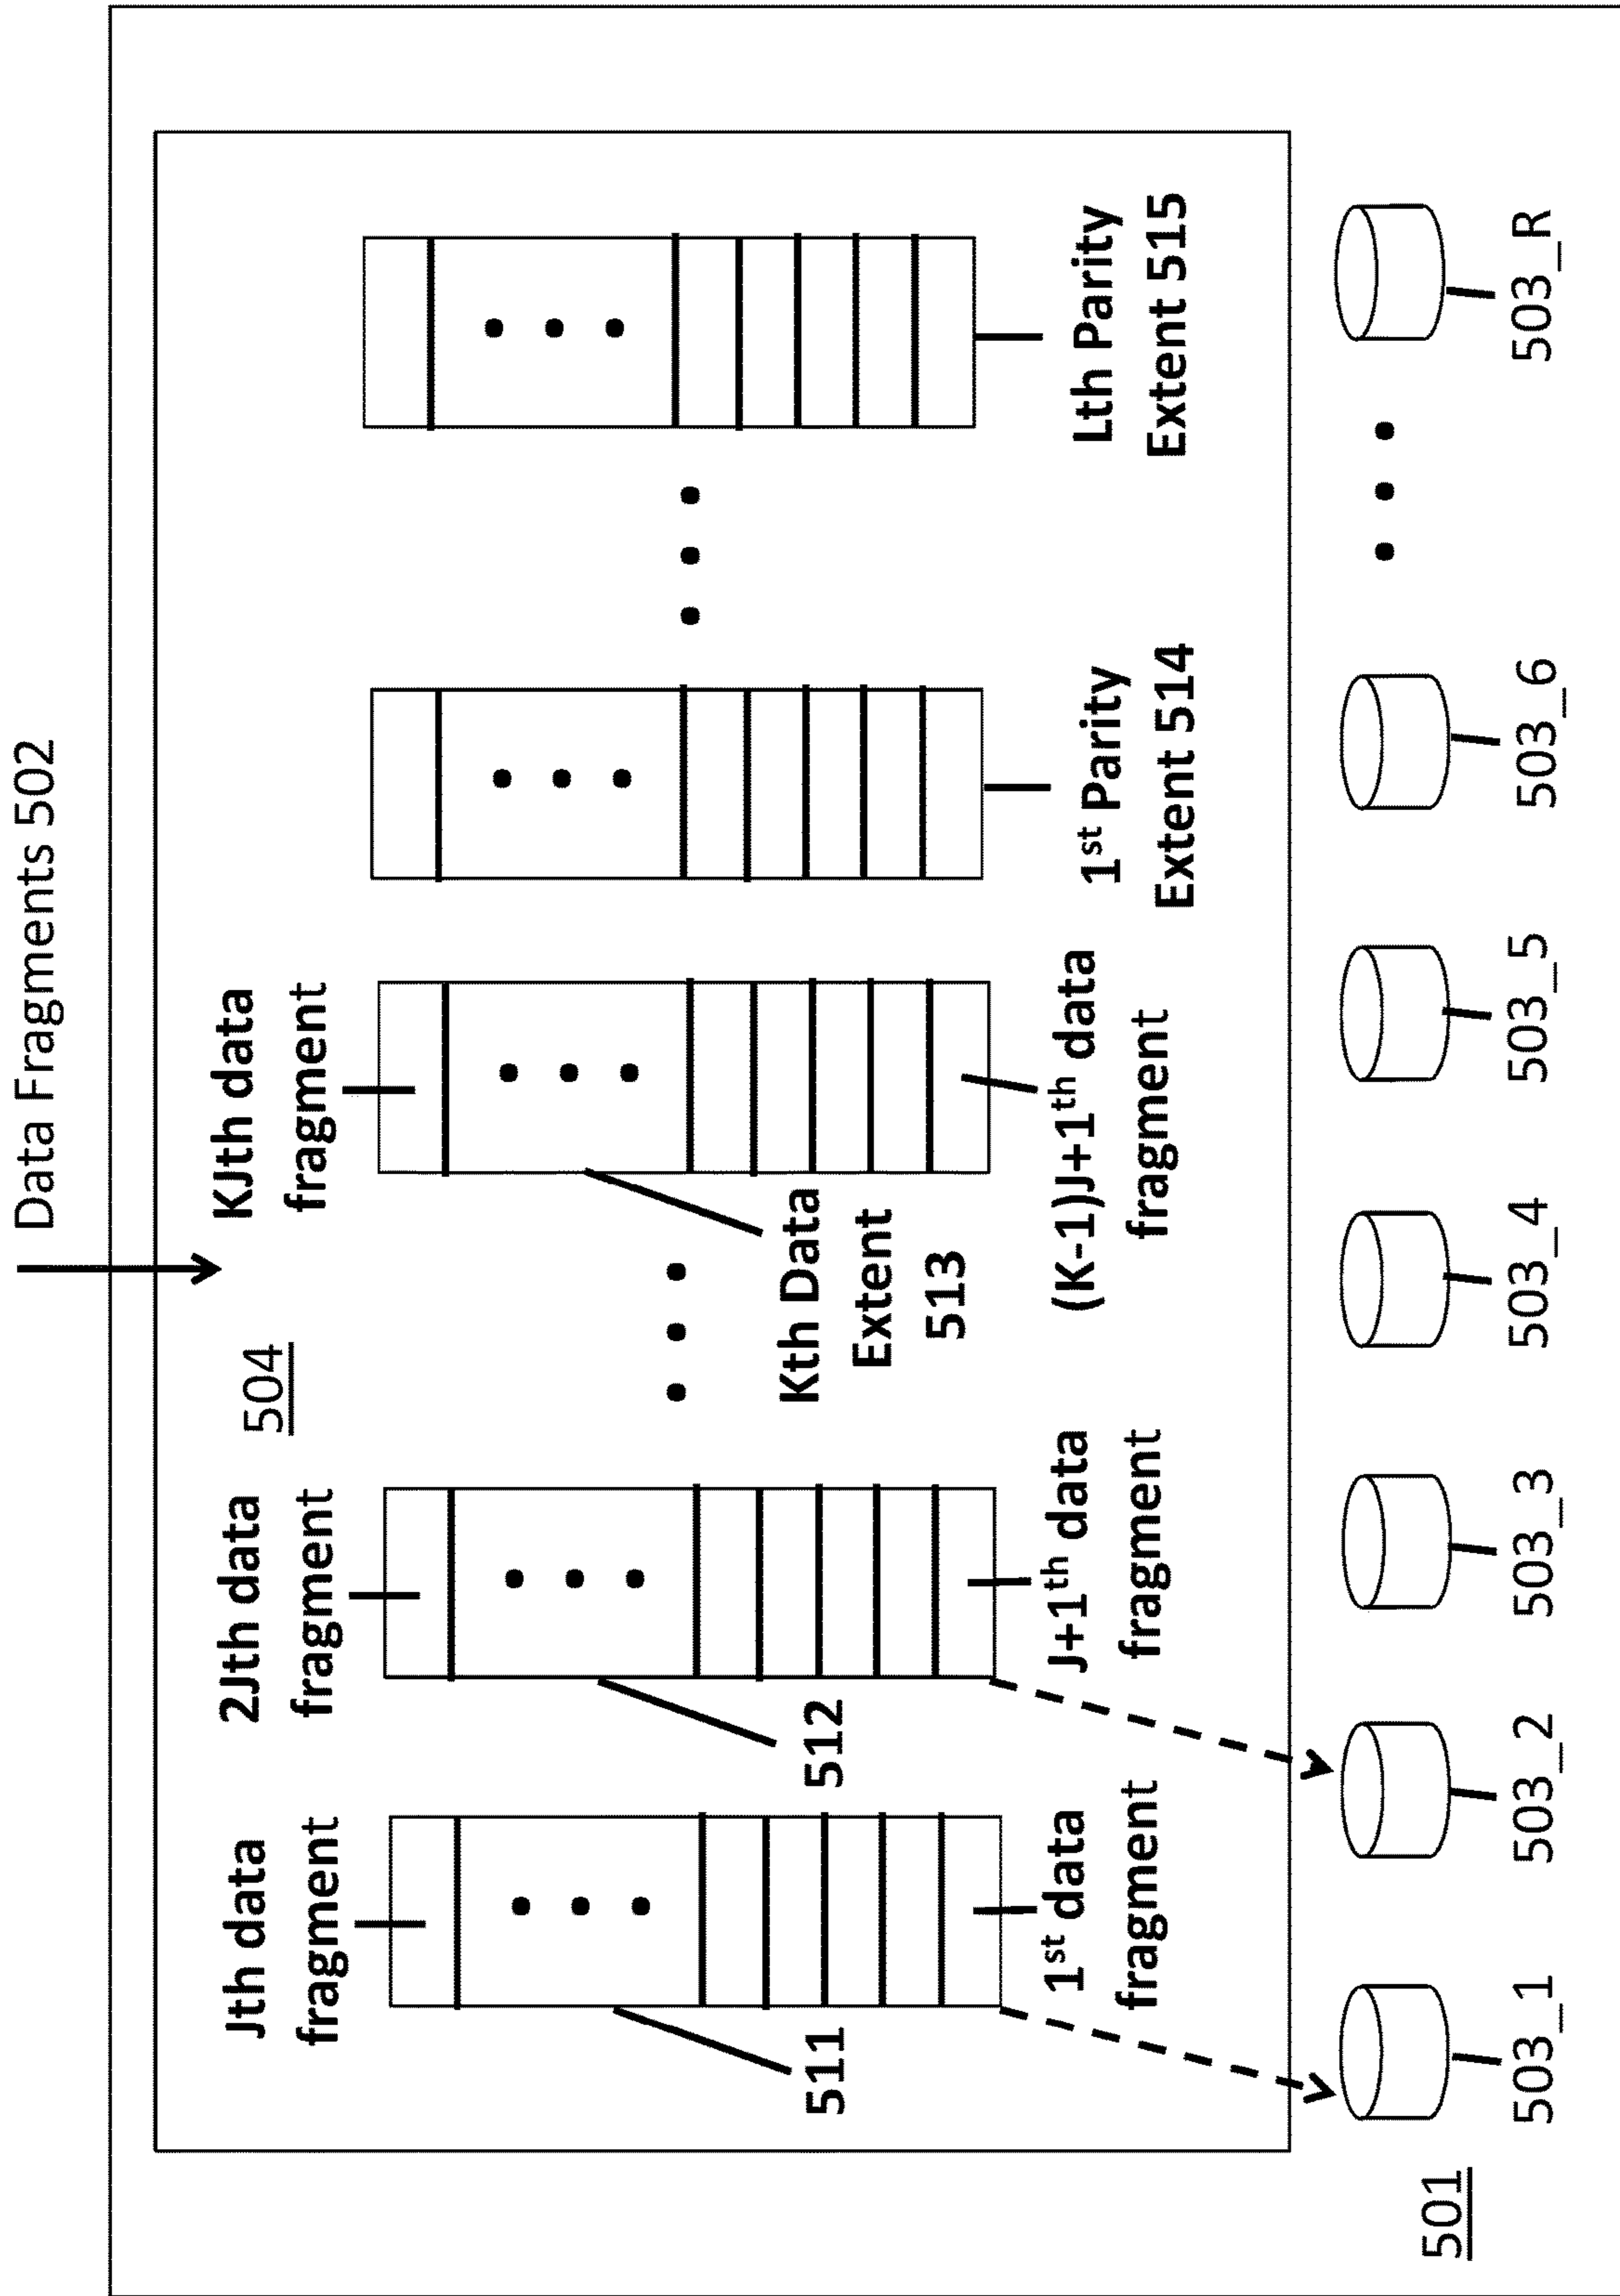 Data Fragments 502
504
Jth data
fragment
2Jth data
fragment
KJth data
fragment
511
512
Kth Data
Extent
513
1st data
fragment
J+1th data
fragment
(K-1)J+1th data
fragment
1st Parity
Extent 514
Lth Parity
Extent 515
501
503_1
503_2
503_3
503_4
503_5
503_6
503_R